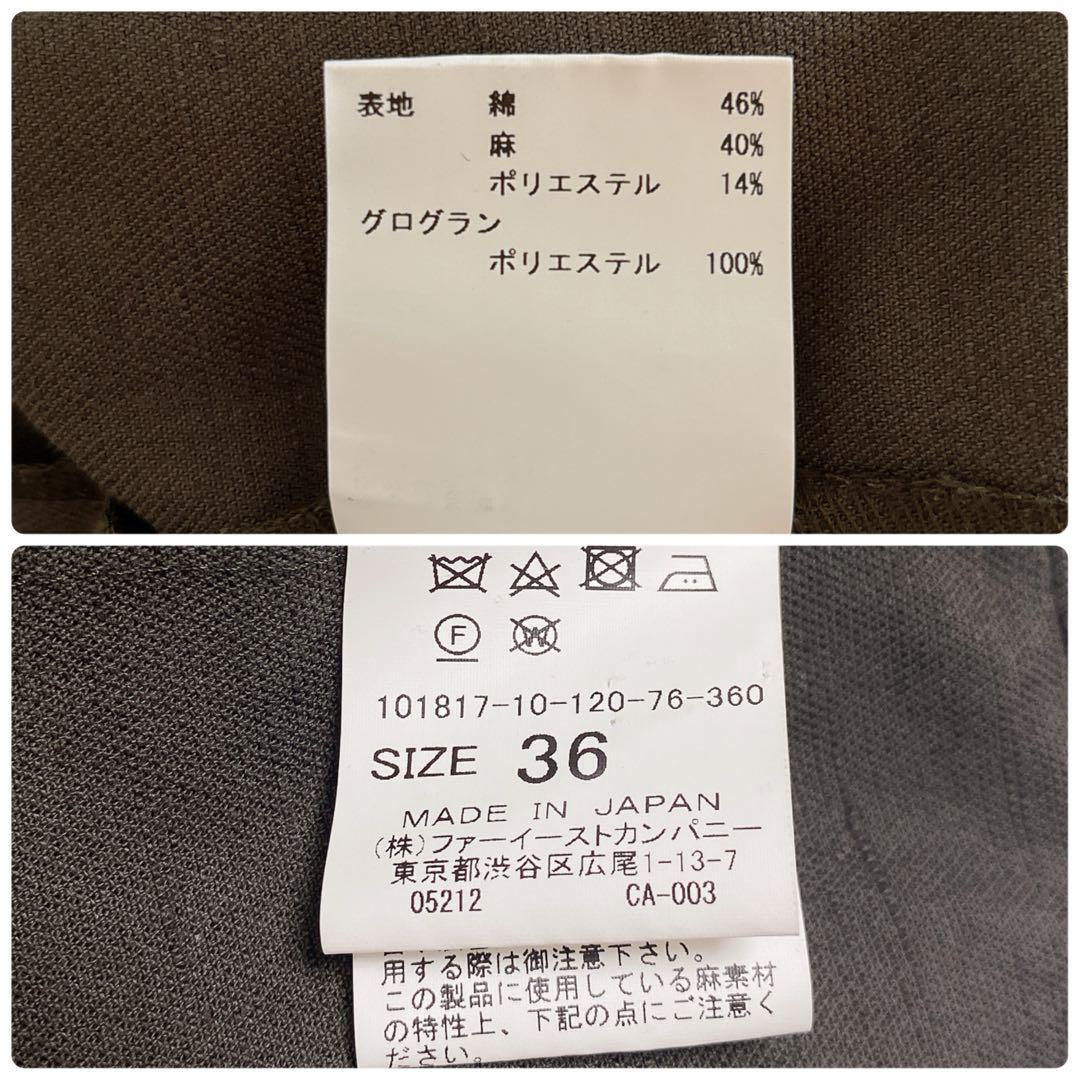 表地 綿 46%
麻 40%
ポリエステル 14%
グログラン
ポリエステル 100%
F W
101817-10-120-76-360
SIZE 36
MADE IN JAPAN
(株)ファーイーストカンパニー
東京都渋谷区広尾1-13-7
05212 CA-003
用する際は御注意下さい。
この製品に使用している麻素材
の特性上、下記の点にご注意く
ださい。